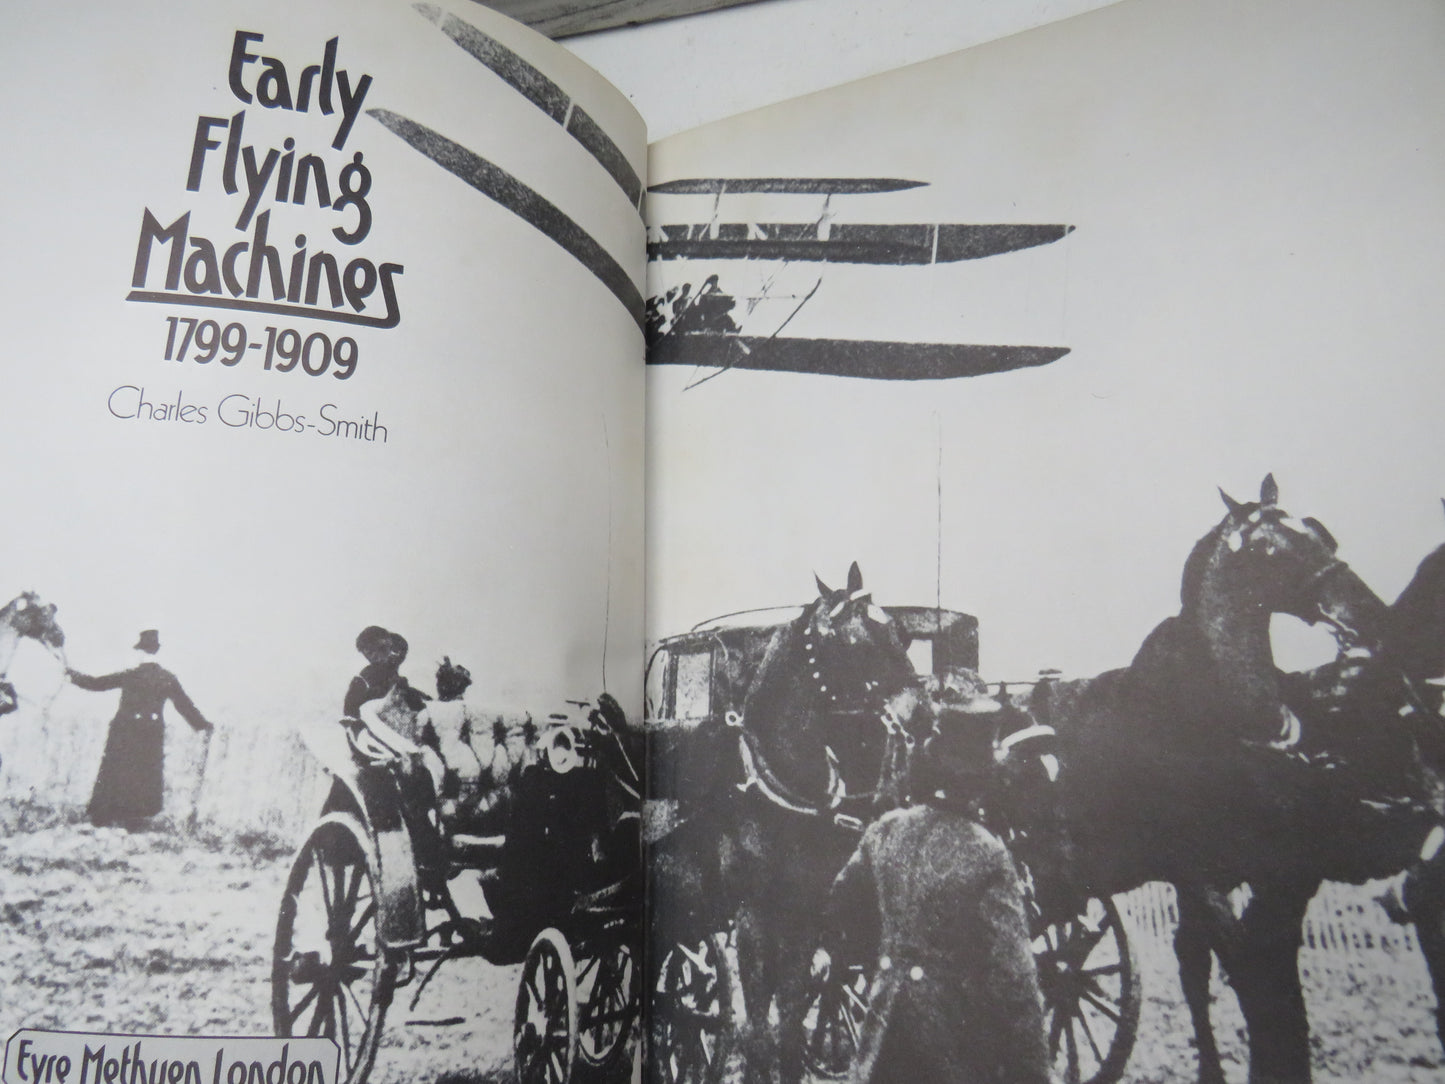 Early
Flying
Machines
1799-1909
Charles Gibbs-Smith
Eyre Methuen London